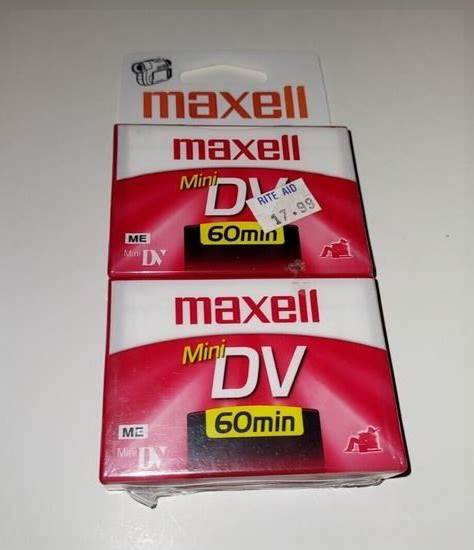 maxell
maxell
Mini
DV
RITE AID
17.99
60min
ME
Mini DV
maxell
Mini
DV
60min
ME
Mini DV